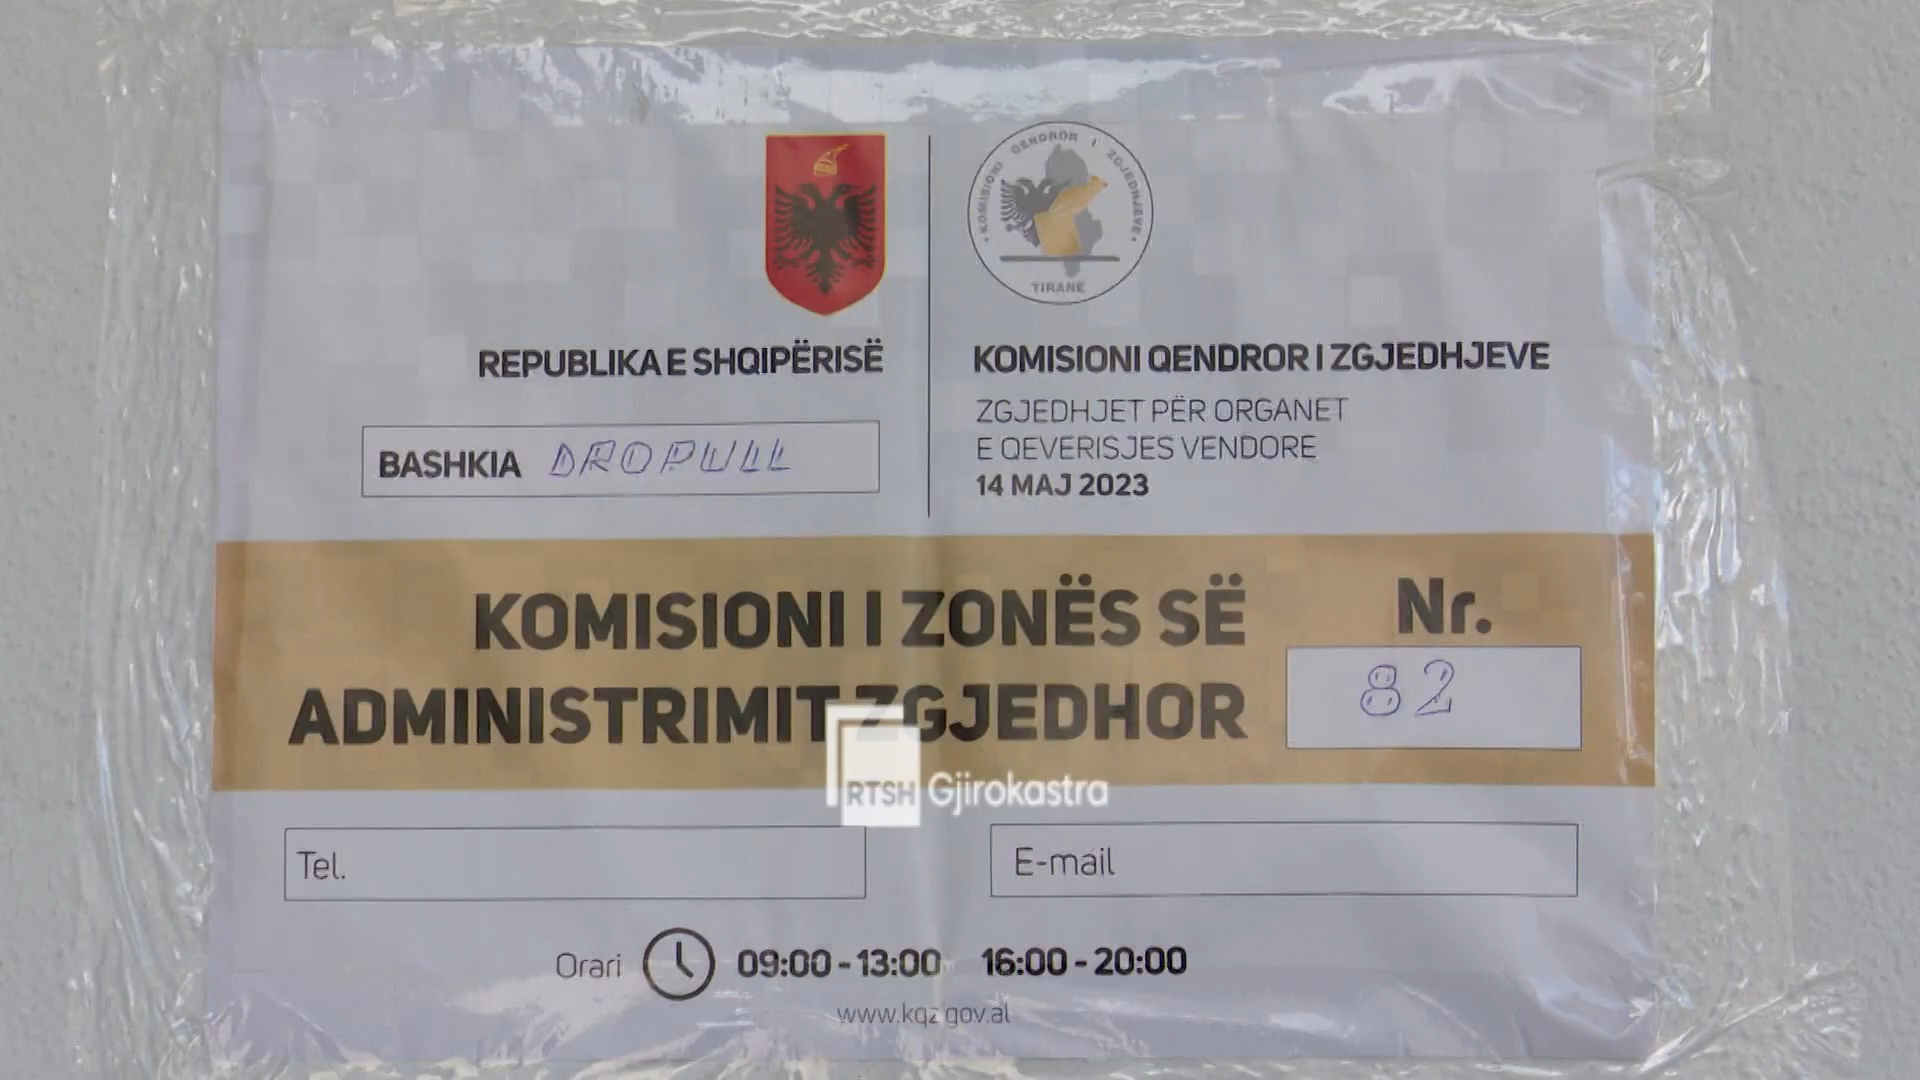 KOMISIONI QENDROR I ZGJEDHJEVE
TIRANË
REPUBLIKA E SHQIPËRISË
BASHKIA DROPULL
KOMISIONI QENDROR I ZGJEDHJEVE
ZGJEDHJET PËR ORGANET
E QEVERISJES VENDORE
14 MAJ 2023
KOMISIONI I ZONËS SË
ADMINISTRIMIT ZGJEDHOR
Nr.
82
RTSH Gjirokastra
Tel.
E-mail
Orari 09:00 - 13:00 16:00 - 20:00
www.kqz.gov.al